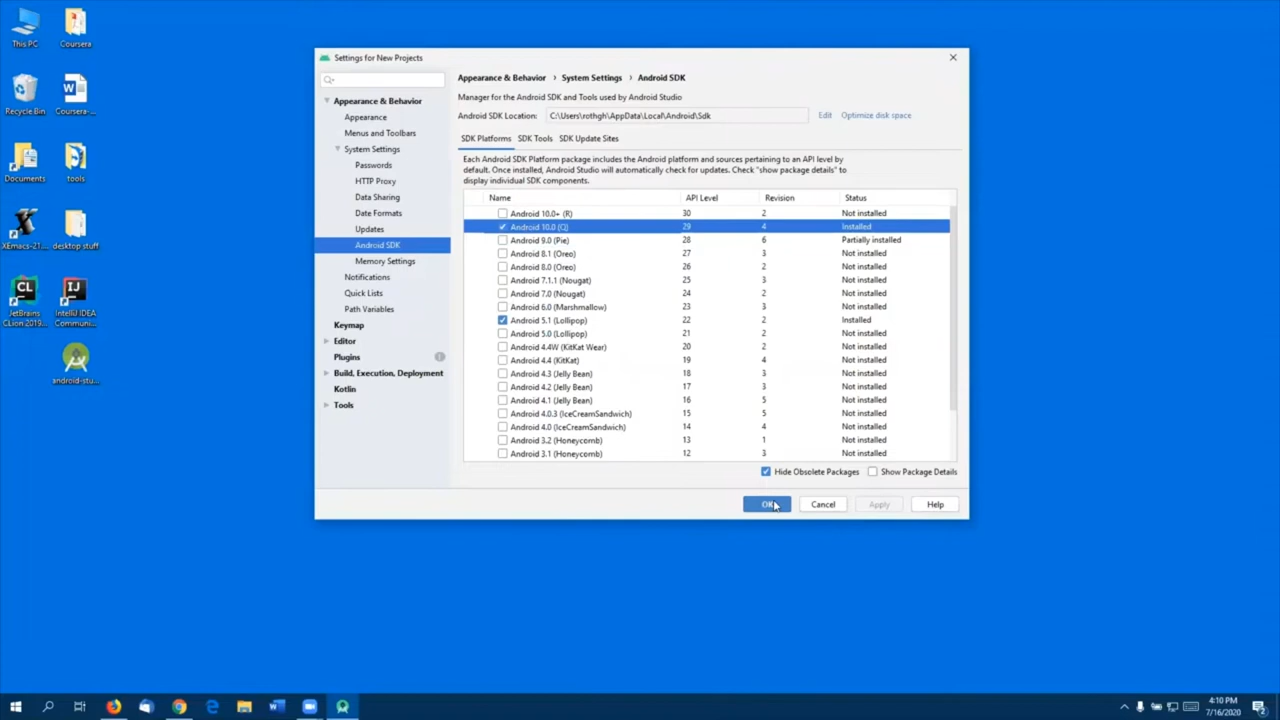 This PC
Coursera
Recycle Bin
Coursera-...
Documents
tools
XEmacs-21...
desktop stuff
JetBrains
CLion 2019...
IntelliJ IDEA
Communi...
android-stu...
Settings for New Projects
Appearance & Behavior
Appearance
Menus and Toolbars
System Settings
Passwords
HTTP Proxy
Data Sharing
Date Formats
Updates
Android SDK
Memory Settings
Notifications
Quick Lists
Path Variables
Keymap
Editor
Plugins
Build, Execution, Deployment
Kotlin
Tools
Appearance & Behavior › System Settings › Android SDK
Manager for the Android SDK and Tools used by Android Studio
Android SDK Location: C:\Users\rothgh\AppData\Local\Android\Sdk Edit Optimize disk space
SDK Platforms SDK Tools SDK Update Sites
Each Android SDK Platform package includes the Android platform and sources pertaining to an API level by
default. Once installed, Android Studio will automatically check for updates. Check "show package details" to
display individual SDK components.
Name API Level Revision Status
Android 10.0+ (R) 30 2 Not installed
Android 10.0 (Q) 29 4 Installed
Android 9.0 (Pie) 28 6 Partially installed
Android 8.1 (Oreo) 27 3 Not installed
Android 8.0 (Oreo) 26 2 Not installed
Android 7.1.1 (Nougat) 25 3 Not installed
Android 7.0 (Nougat) 24 2 Not installed
Android 6.0 (Marshmallow) 23 3 Not installed
Android 5.1 (Lollipop) 22 2 Installed
Android 5.0 (Lollipop) 21 2 Not installed
Android 4.4W (KitKat Wear) 20 2 Not installed
Android 4.4 (KitKat) 19 4 Not installed
Android 4.3 (Jelly Bean) 18 3 Not installed
Android 4.2 (Jelly Bean) 17 3 Not installed
Android 4.1 (Jelly Bean) 16 5 Not installed
Android 4.0.3 (IceCreamSandwich) 15 5 Not installed
Android 4.0 (IceCreamSandwich) 14 4 Not installed
Android 3.2 (Honeycomb) 13 1 Not installed
Android 3.1 (Honeycomb) 12 3 Not installed
Hide Obsolete Packages Show Package Details
OK Cancel Apply Help
4:10 PM
7/16/2020